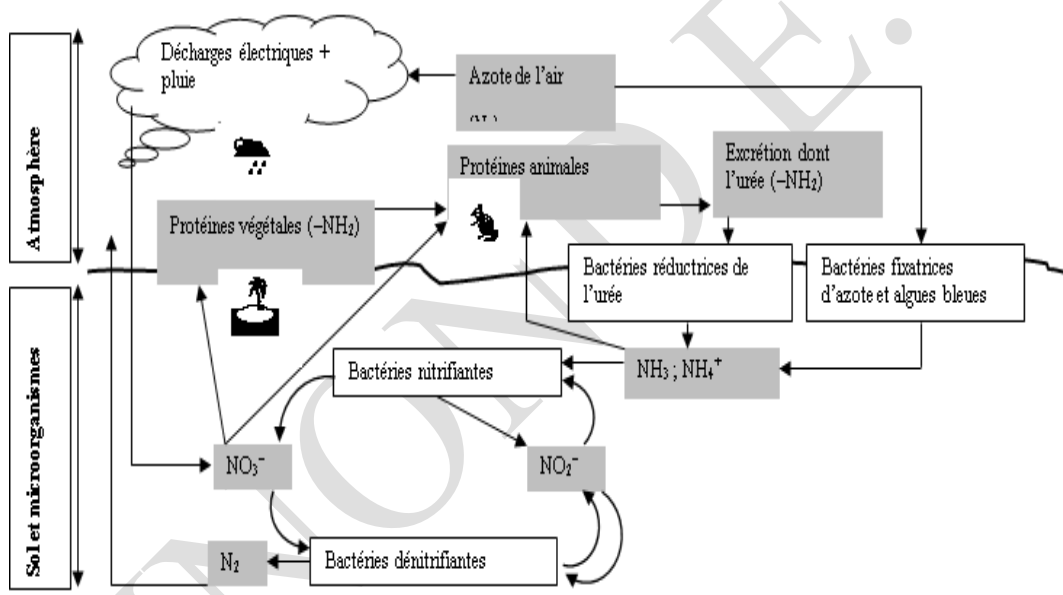 Décharges électriques +
pluie
Azote de l'air
Protéines animales
Excrétion dont
l'urée (–NH₂)
Protéines végétales (–NH₂)
Atmosphère
Bactéries réductrices de
l'urée
Bactéries fixatrices
d'azote et algues bleues
Bactéries nitrifiantes
NH₃ ; NH₄⁺
NO₃⁻
NO₂⁻
N₂
Bactéries dénitrifiantes
Sol et microorganismes